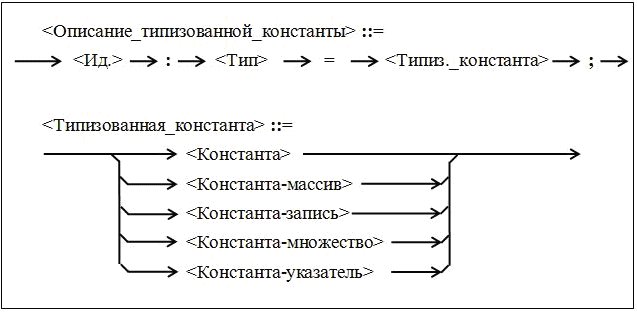 <Описание_типизованной_константы> ::=
<Ид.> : <Тип> = <Типиз._константа> ;
<Типизованная_константа> ::=
<Константа>
<Константа-массив>
<Константа-запись>
<Константа-множество>
<Константа-указатель>